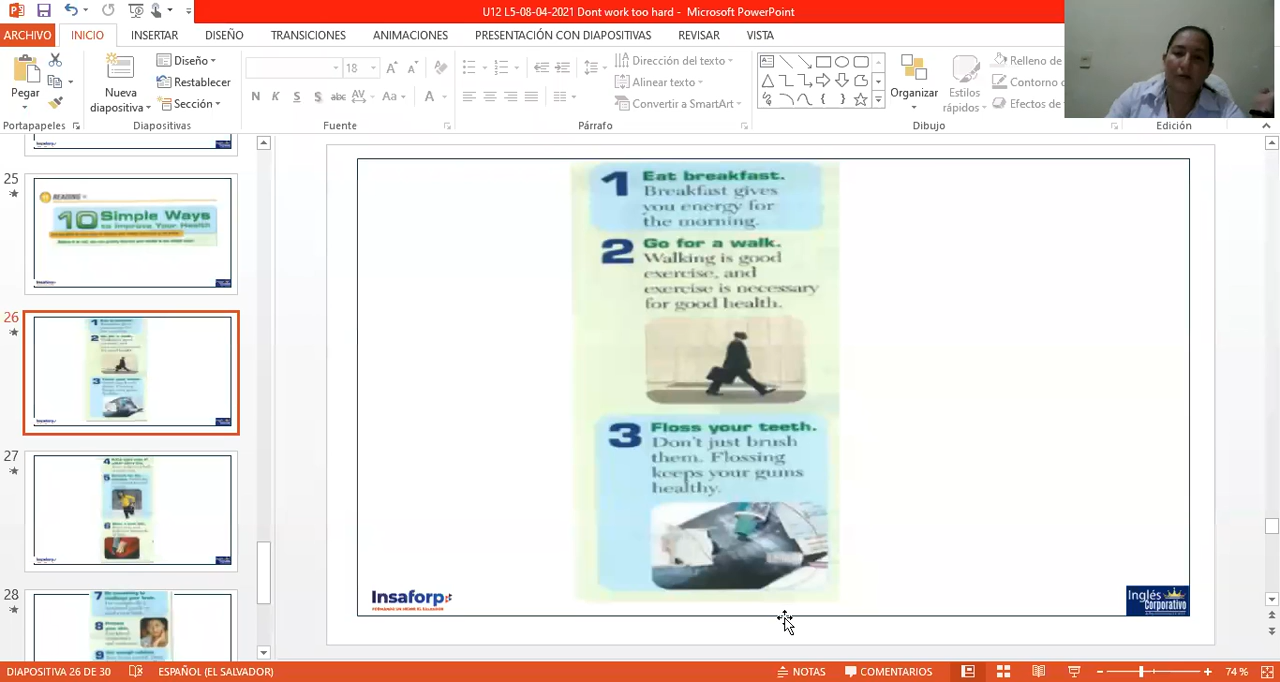 U12 L5-08-04-2021 Dont work too hard - Microsoft PowerPoint
ARCHIVO INICIO INSERTAR DISEÑO TRANSICIONES ANIMACIONES PRESENTACIÓN CON DIAPOSITIVAS REVISAR VISTA
Pegar
Nueva
diapositiva
Diseño
Restablecer
Sección
18
N K S S abc AV Aa A
Dirección del texto
Alinear texto
Convertir a SmartArt
Organizar
Estilos
rápidos
Relleno de
Contorno
Efectos de
Portapapeles Diapositivas Fuente Párrafo Dibujo Edición
25
READING
10 Simple Ways
to Improve Your Health
26
27
28
1 Eat breakfast.
Breakfast gives
you energy for
the morning.
2 Go for a walk.
Walking is good
exercise, and
exercise is necessary
for good health.
3 Floss your teeth.
Don't just brush
them. Flossing
keeps your gums
healthy.
Insaforp
Inglés
Corporativo
DIAPOSITIVA 26 DE 30 ESPAÑOL (EL SALVADOR) NOTAS COMENTARIOS 74 %